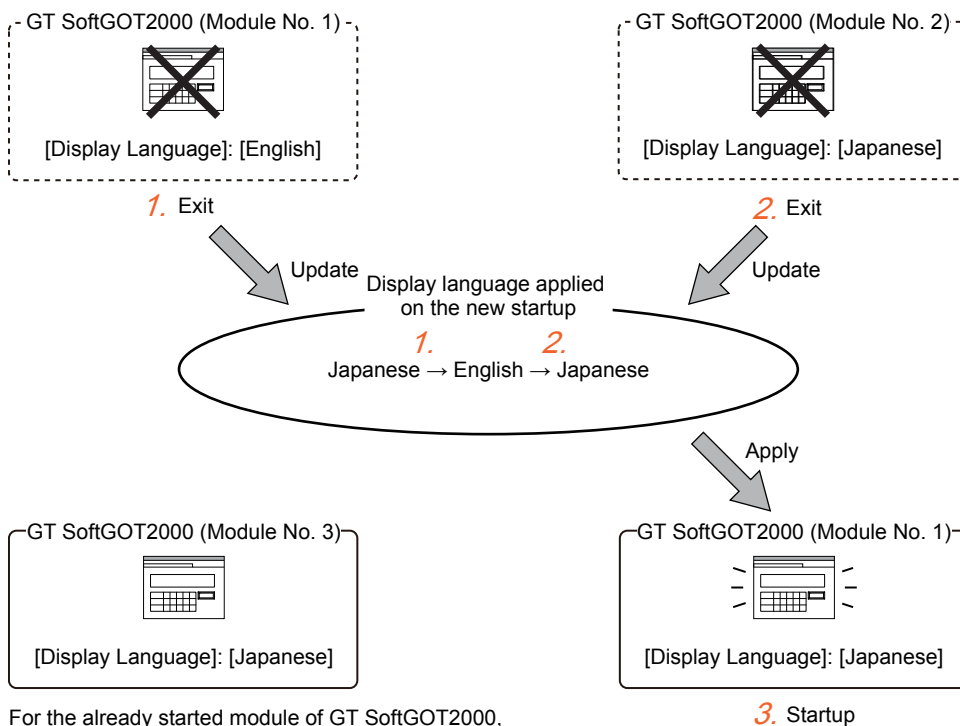 GT SoftGOT2000 (Module No. 1)
[Display Language]: [English]
1. Exit
GT SoftGOT2000 (Module No. 2)
[Display Language]: [Japanese]
2. Exit
Update
Update
Display language applied
on the new startup
1. 2.
Japanese → English → Japanese
Apply
GT SoftGOT2000 (Module No. 3)
[Display Language]: [Japanese]
For the already started module of GT SoftGOT2000,
GT SoftGOT2000 (Module No. 1)
[Display Language]: [Japanese]
3. Startup